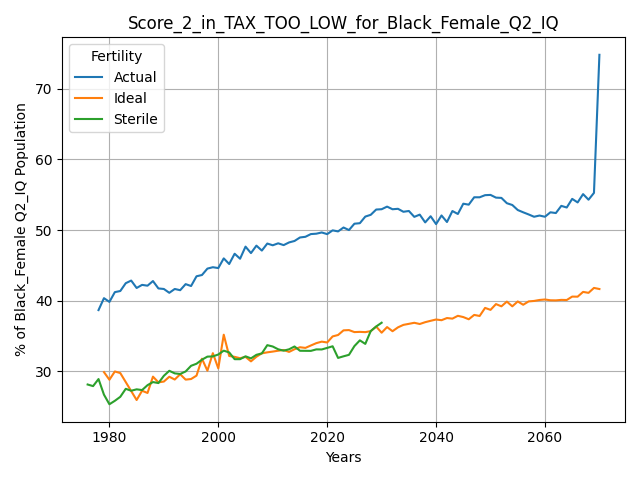 Score_2_in_TAX_TOO_LOW_for_Black_Female_Q2_IQ
Fertility
Actual
Ideal
Sterile
% of Black_Female Q2_IQ Population
70
60
50
40
30
1980
2000
2020
2040
2060
Years